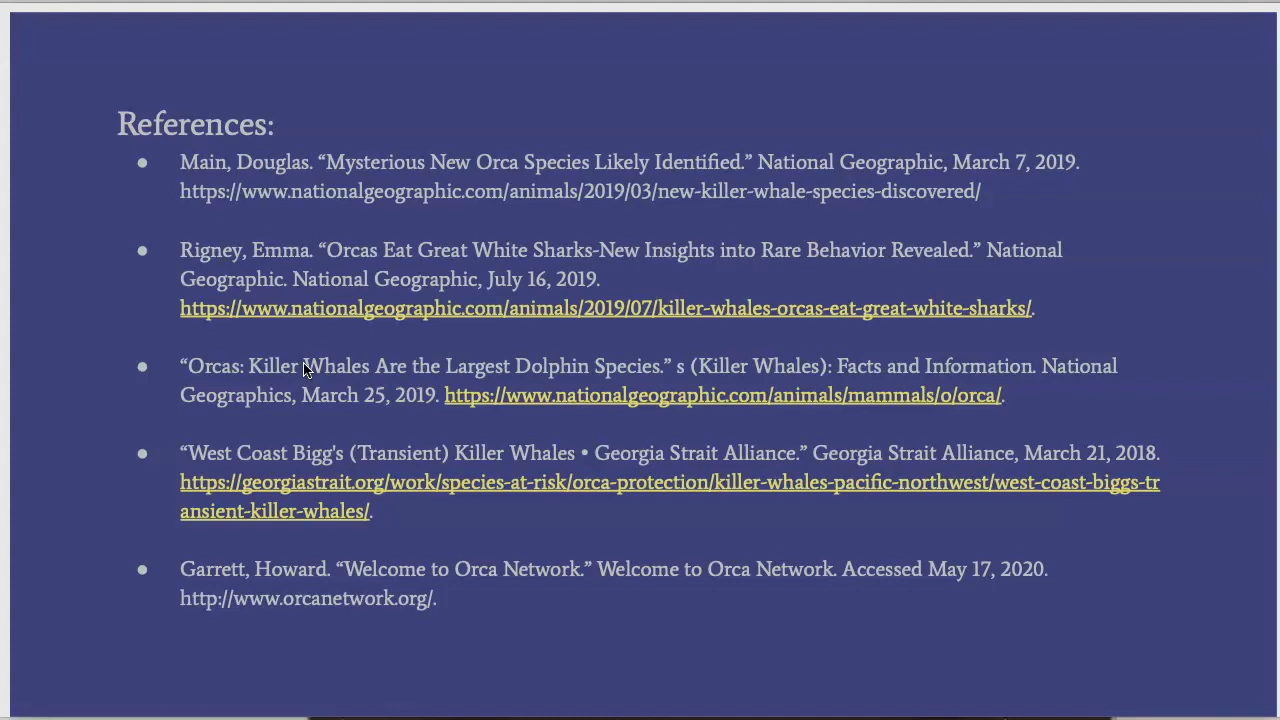 References:
● Main, Douglas. “Mysterious New Orca Species Likely Identified.” National Geographic, March 7, 2019.
https://www.nationalgeographic.com/animals/2019/03/new-killer-whale-species-discovered/
● Rigney, Emma. “Orcas Eat Great White Sharks-New Insights into Rare Behavior Revealed.” National
Geographic. National Geographic, July 16, 2019.
https://www.nationalgeographic.com/animals/2019/07/killer-whales-orcas-eat-great-white-sharks/.
● “Orcas: Killer Whales Are the Largest Dolphin Species.” s (Killer Whales): Facts and Information. National
Geographics, March 25, 2019. https://www.nationalgeographic.com/animals/mammals/o/orca/.
● “West Coast Bigg's (Transient) Killer Whales • Georgia Strait Alliance.” Georgia Strait Alliance, March 21, 2018.
https://georgiastrait.org/work/species-at-risk/orca-protection/killer-whales-pacific-northwest/west-coast-biggs-tr
ansient-killer-whales/.
● Garrett, Howard. “Welcome to Orca Network.” Welcome to Orca Network. Accessed May 17, 2020.
http://www.orcanetwork.org/.